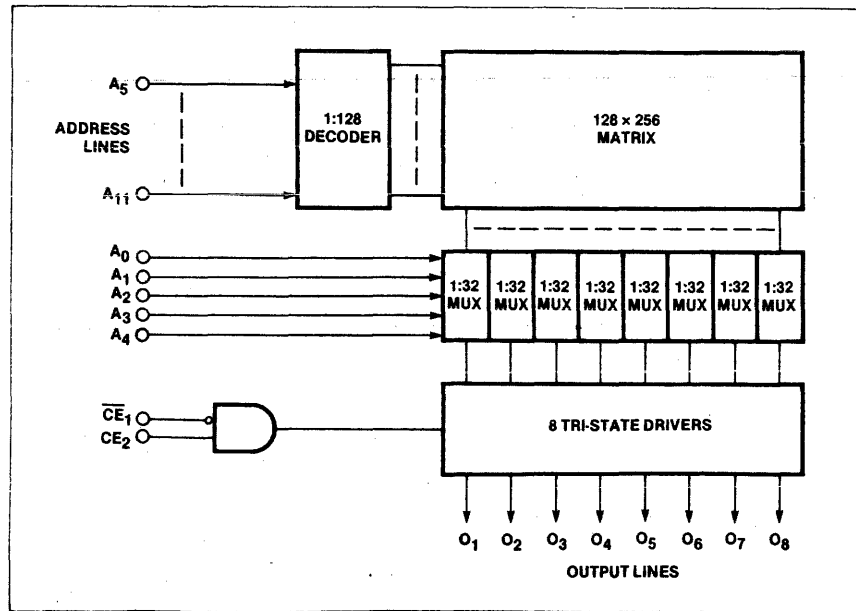 A5
ADDRESS
LINES
A11
1:128
DECODER
128 × 256
MATRIX
A0
A1
A2
A3
A4
1:32
MUX
1:32
MUX
1:32
MUX
1:32
MUX
1:32
MUX
1:32
MUX
1:32
MUX
1:32
MUX
CE1
CE2
8 TRI-STATE DRIVERS
O1 O2 O3 O4 O5 O6 O7 O8
OUTPUT LINES